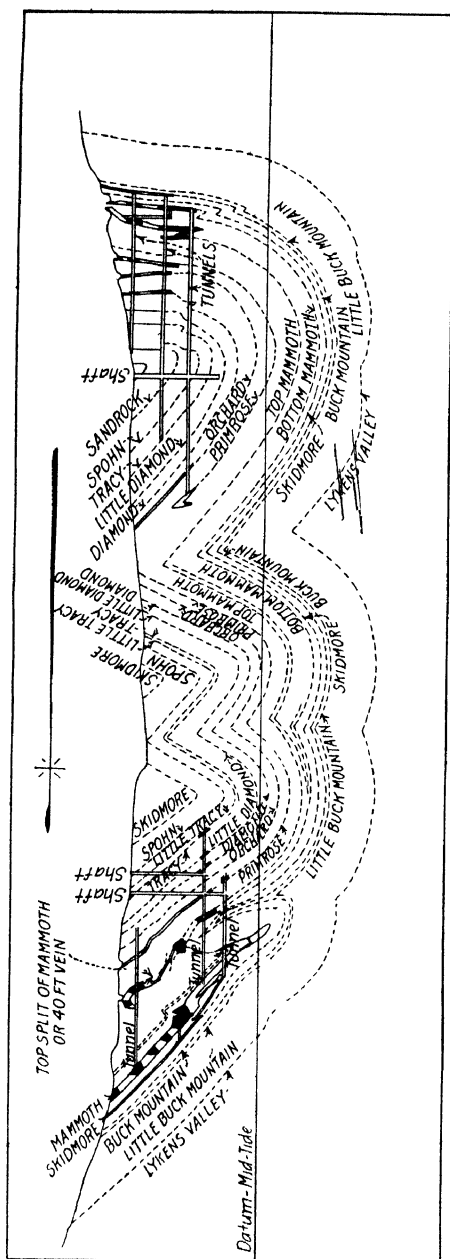 TOP SPLIT OF MAMMOTH
OR 40 FT VEIN
MAMMOTH
SKIDMORE
BUCK MOUNTAIN
LITTLE BUCK MOUNTAIN
LYKENS VALLEY
Datum-Mid-Tide
Tunnel
Tunnel
Tunnel
Shaft
Shaft
SKIDMORE
SPOHN
LITTLE TRACY
TRACY
LITTLE DIAMOND
DIAMOND
ORCHARD
PRIMROSE
LITTLE BUCK MOUNTAIN
SKIDMORE
SPOHN
LITTLE TRACY
TRACY
LITTLE DIAMOND
DIAMOND
ORCHARD
PRIMROSE
TOP MAMMOTH
BOTTOM MAMMOTH
SKIDMORE
BUCK MOUNTAIN
Shaft
SANDROCK
SPOHN
TRACY
LITTLE DIAMOND
DIAMOND
ORCHARD
PRIMROSE
TUNNELS
TOP MAMMOTH
BOTTOM MAMMOTH
SKIDMORE
BUCK MOUNTAIN
LITTLE BUCK MOUNTAIN
LYKENS VALLEY